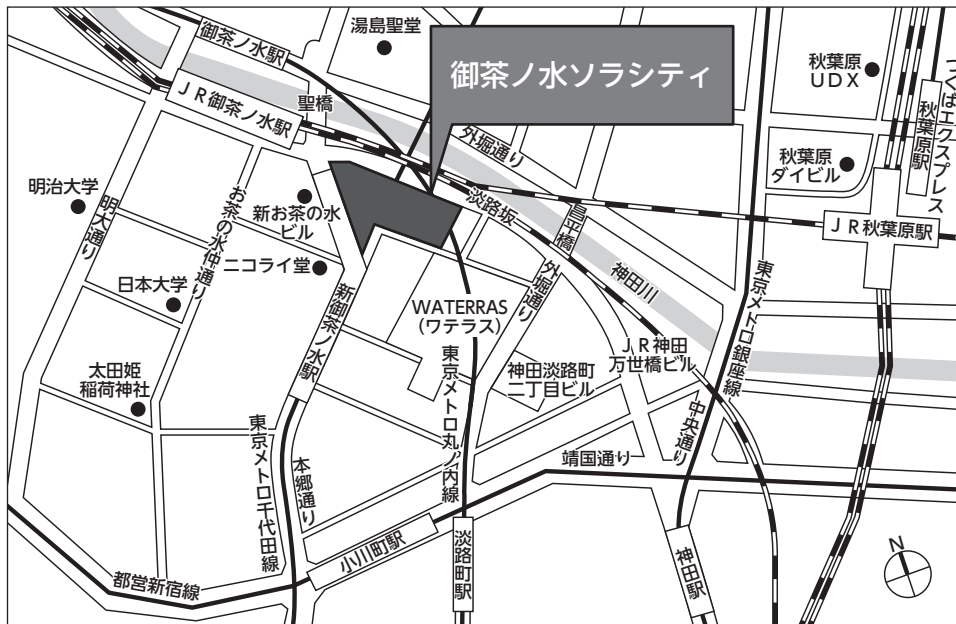 湯島聖堂
御茶ノ水駅
御茶ノ水ソラシティ
秋葉原
UDX
つくばエクスプレス
秋葉原駅
聖橋
JR御茶ノ水駅
外堀通り
秋葉原
ダイビル
明治大学
明大通り
お茶の水仲通り
新お茶の水
ビル
淡路坂
昌平橋
JR秋葉原駅
ニコライ堂
日本大学
新御茶ノ水駅
WATERRAS
(ワテラス)
外堀通り
神田川
東京メトロ銀座線
太田姫
稲荷神社
東京メトロ丸ノ内線
神田淡路町
二丁目ビル
JR神田
万世橋ビル
中央通り
東京メトロ千代田線
本郷通り
靖国通り
小川町駅
淡路町駅
神田駅
都営新宿線
N